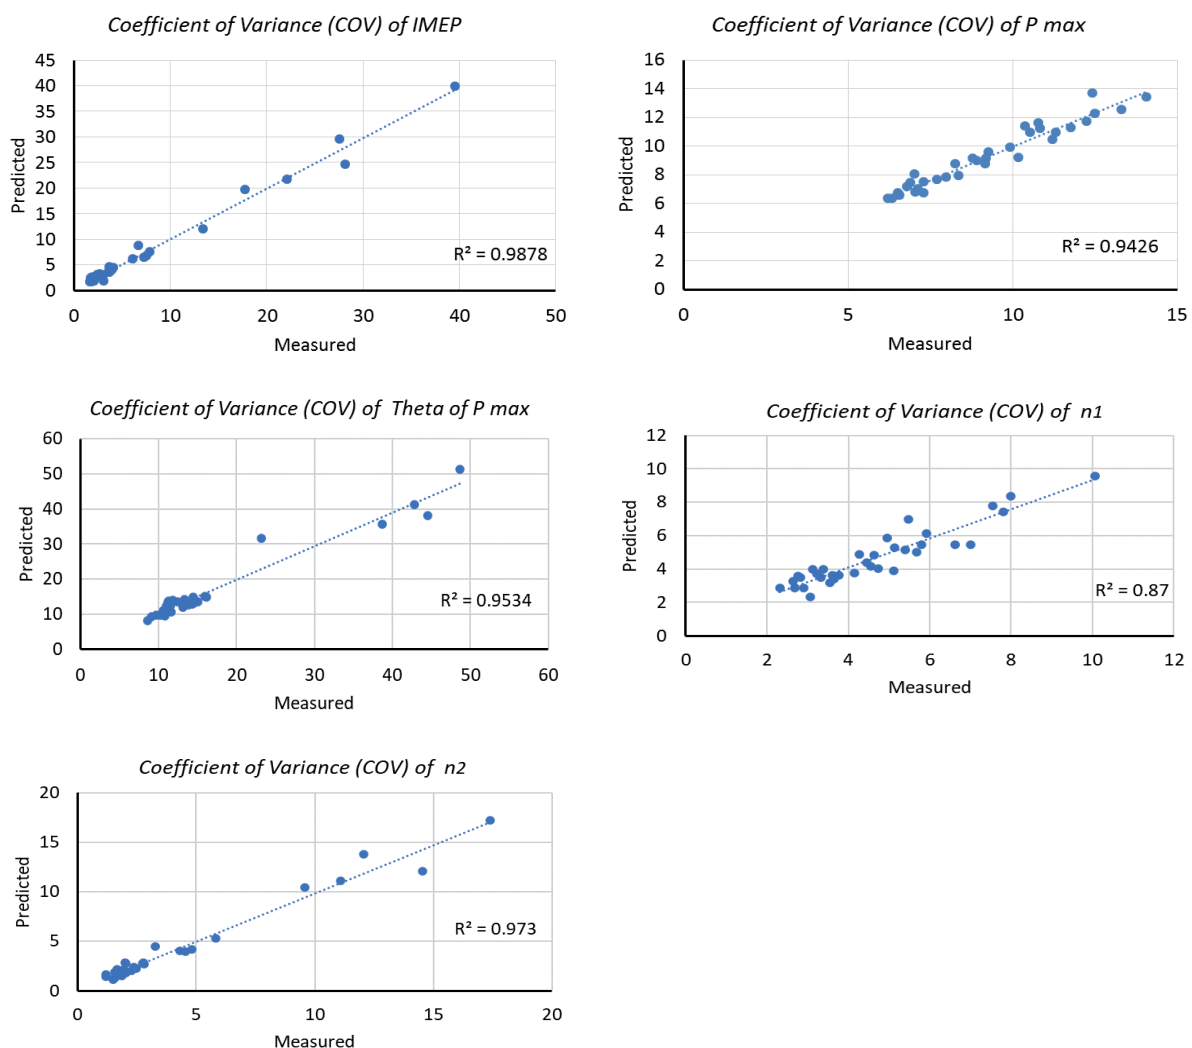 Coefficient of Variance (COV) of IMEP
45
40
35
30
25
20
15
10
5
0
Predicted
R² = 0.9878
0 10 20 30 40 50
Measured
Coefficient of Variance (COV) of P max
16
14
12
10
8
6
4
2
0
Predicted
R² = 0.9426
0 5 10 15
Measured
Coefficient of Variance (COV) of Theta of P max
60
50
40
30
20
10
0
Predicted
R² = 0.9534
0 10 20 30 40 50 60
Measured
Coefficient of Variance (COV) of n1
12
10
8
6
4
2
0
Predicted
R² = 0.87
0 2 4 6 8 10 12
Measured
Coefficient of Variance (COV) of n2
20
15
10
5
0
Predicted
R² = 0.973
0 5 10 15 20
Measured